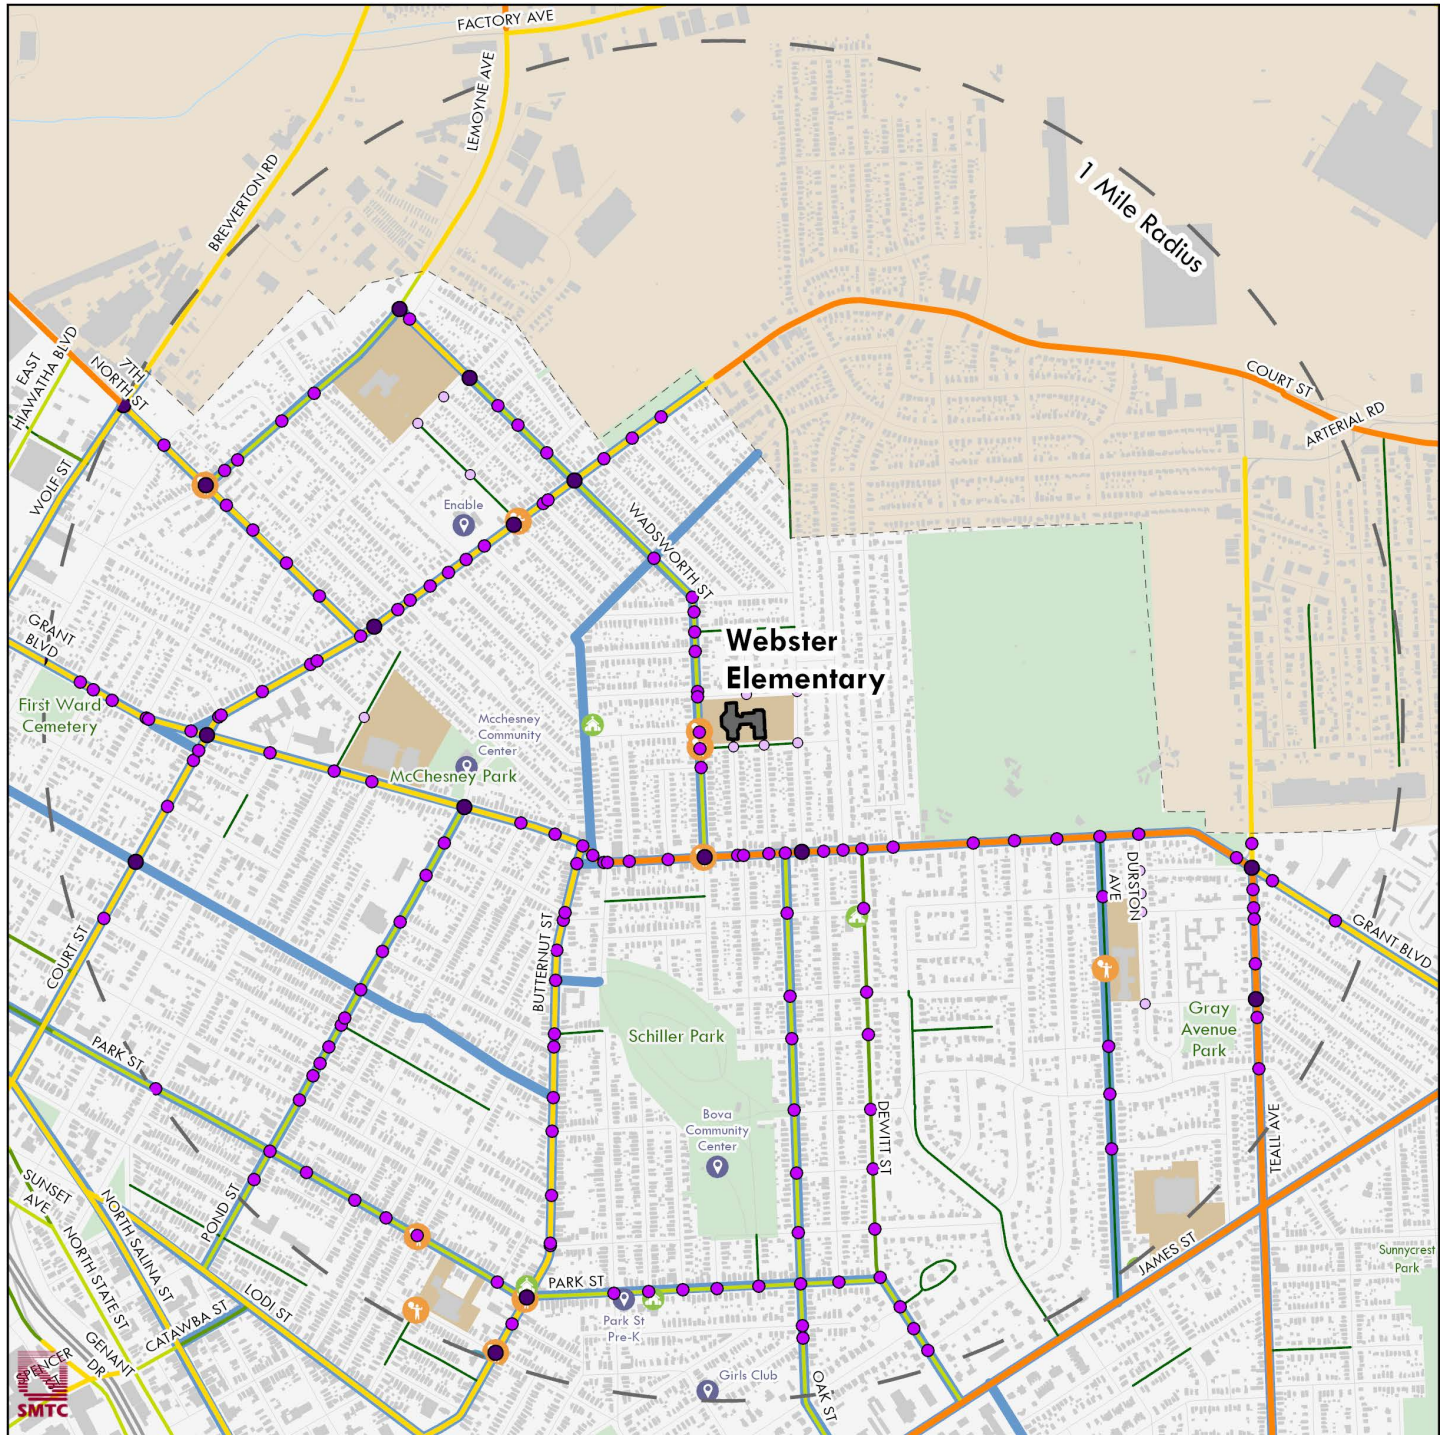 FACTORY AVE
LEMOYNE AVE
BREWERTON RD
1 Mile Radius
EAST
HIAWATHA BLVD
7TH
NORTH ST
COURT ST
ARTERIAL RD
WOLF ST
Enable
WADSWORTH ST
GRANT
BLVD
Webster
Elementary
First Ward
Cemetery
Mcchesney
Community
Center
McChesney Park
DURSTON
AVE
COURT ST
BUTTERNUT ST
GRANT BLVD
Schiller Park
Gray
Avenue
Park
PARK ST
Bova
Community
Center
DEWITT ST
TEALL AVE
SUNSET
AVE
POND ST
NORTH SALINA ST
NORTH STATE ST
JAMES ST
Sunnycrest
Park
PARK ST
LODI ST
CATAWBA ST
Park St
Pre-K
GENANT
DR
SPENCER
ST
Girls Club
OAK ST
SMTC